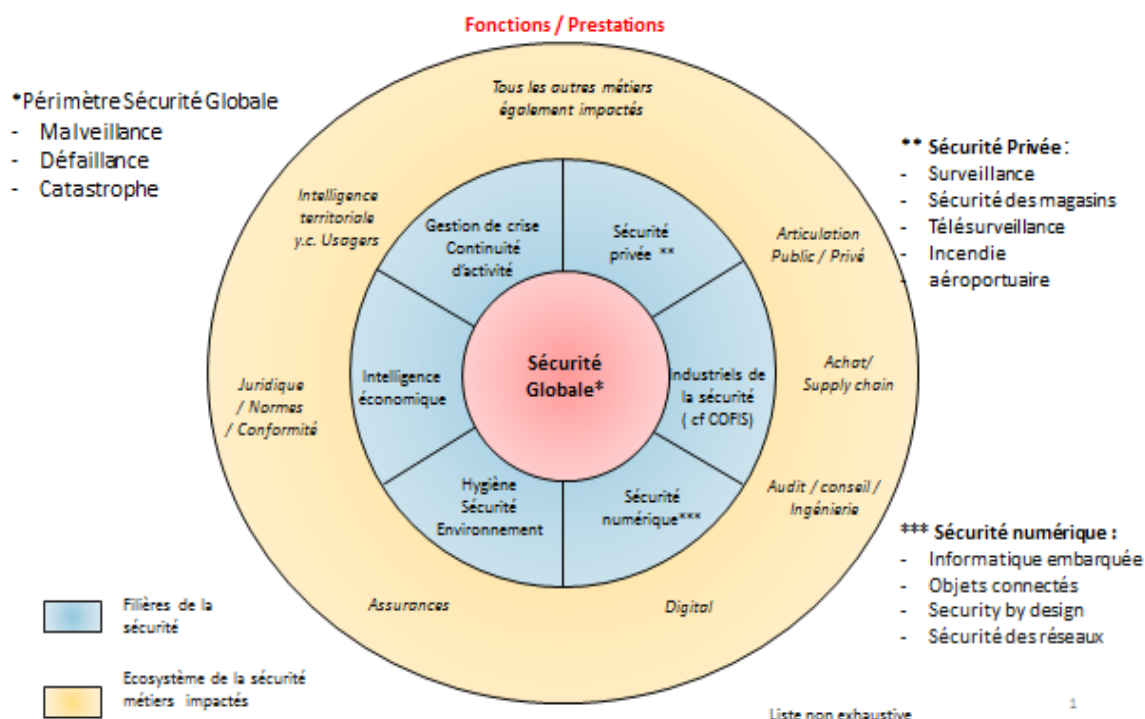 Fonctions / Prestations
*Périmètre Sécurité Globale
- Malveillance
- Défaillance
- Catastrophe
Tous les autres métiers
également impactés
Intelligence
territoriale
y.c. Usagers
Articulation
Public / Privé
Juridique
/ Normes
/ Conformité
Achat/
Supply chain
Audit / conseil /
Ingénierie
Assurances
Digital
Gestion de crise
Continuité
d'activité
Sécurité
privée **
Intelligence
économique
Industriels de
la sécurité
( cf COFIS)
Hygiène
Sécurité
Environnement
Sécurité
numérique***
Sécurité
Globale*
** Sécurité Privée :
- Surveillance
- Sécurité des magasins
- Télésurveillance
- Incendie
- aéroportuaire
*** Sécurité numérique :
- Informatique embarquée
- Objets connectés
- Security by design
- Sécurité des réseaux
Filières de la
sécurité
Ecosystème de la sécurité
métiers impactés
Liste non exhaustive
1